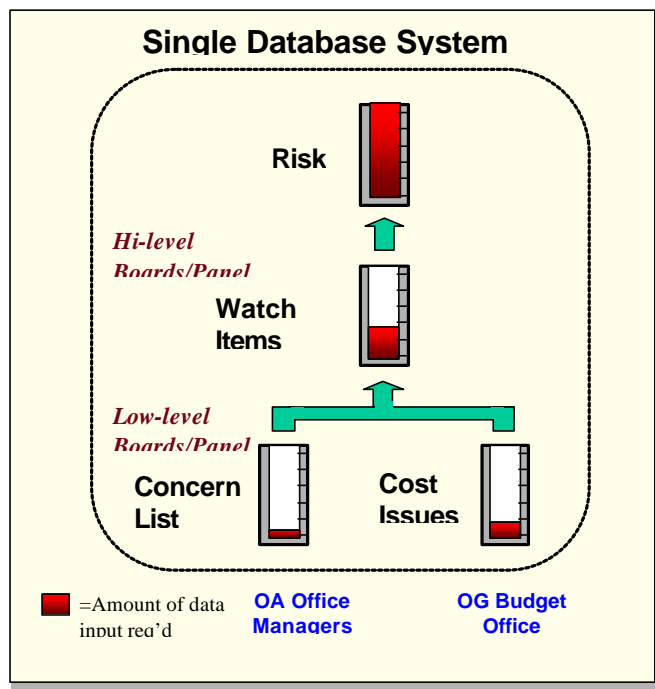 Single Database System
Risk
Hi-level
Boards/Panel
Watch
Items
Low-level
Boards/Panel
Concern
List
Cost
Issues
=Amount of data
input req'd
OA Office
Managers
OG Budget
Office